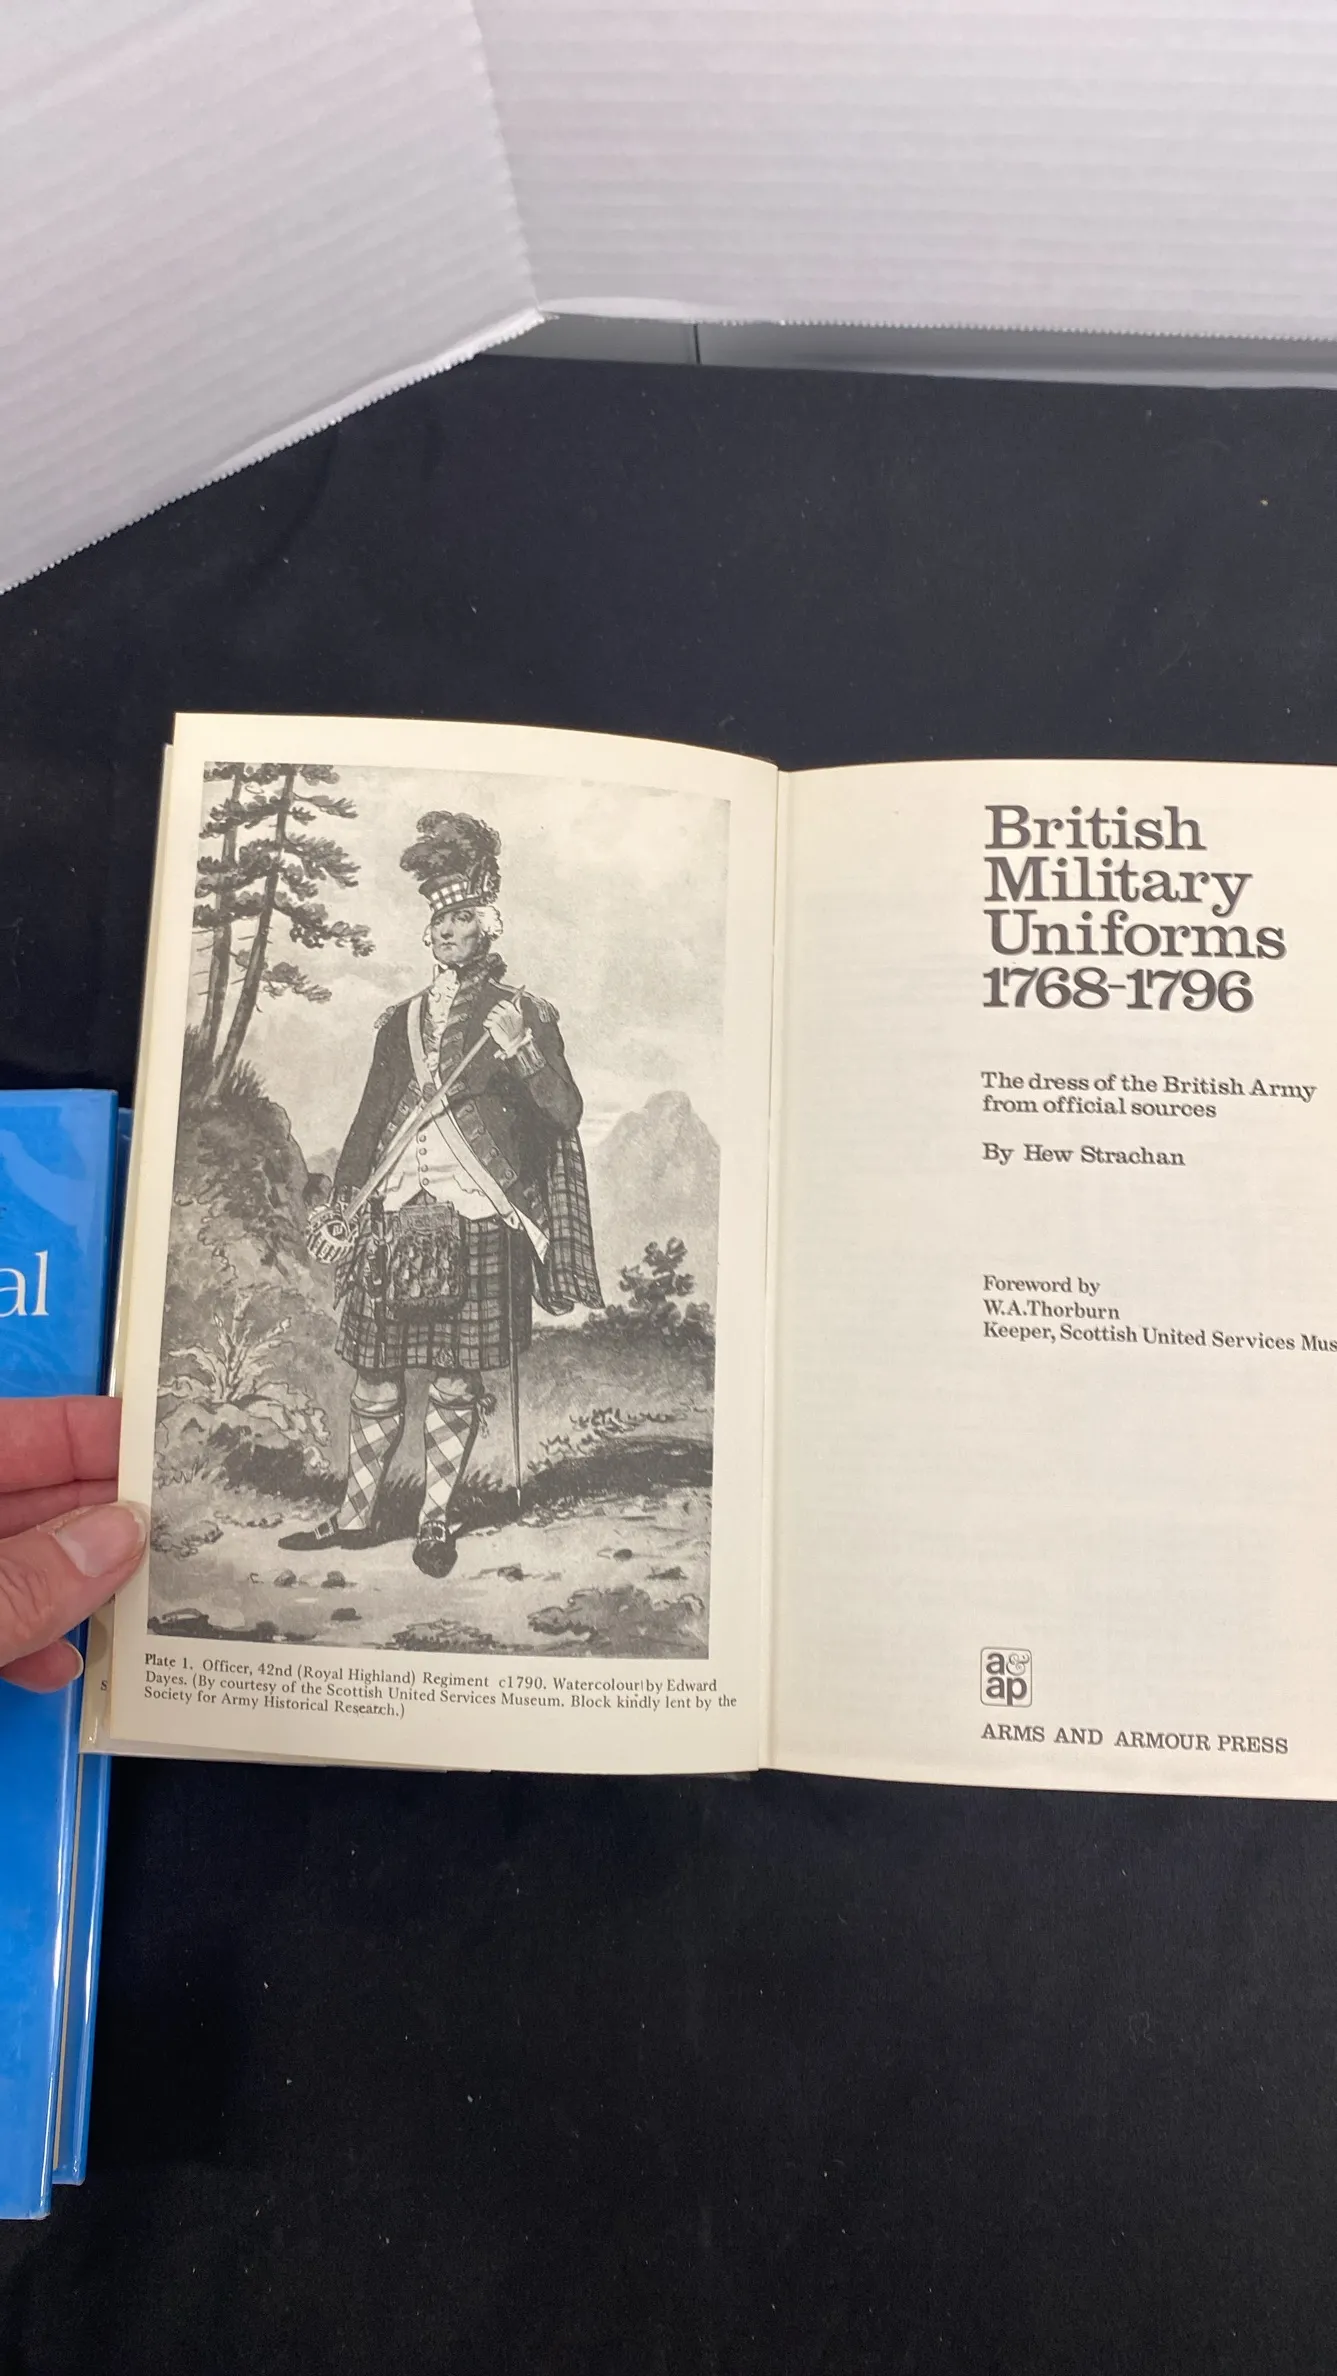 al
Plate 1. Officer, 42nd (Royal Highland) Regiment c1790. Watercolour by Edward
Dayes. (By courtesy of the Scottish United Services Museum. Block kindly lent by the
Society for Army Historical Research.)
S
British
Military
Uniforms
1768-1796
The dress of the British Army
from official sources
By Hew Strachan
Foreword by
W.A.Thorburn
Keeper, Scottish United Services Mus
a&
ap
ARMS AND ARMOUR PRESS